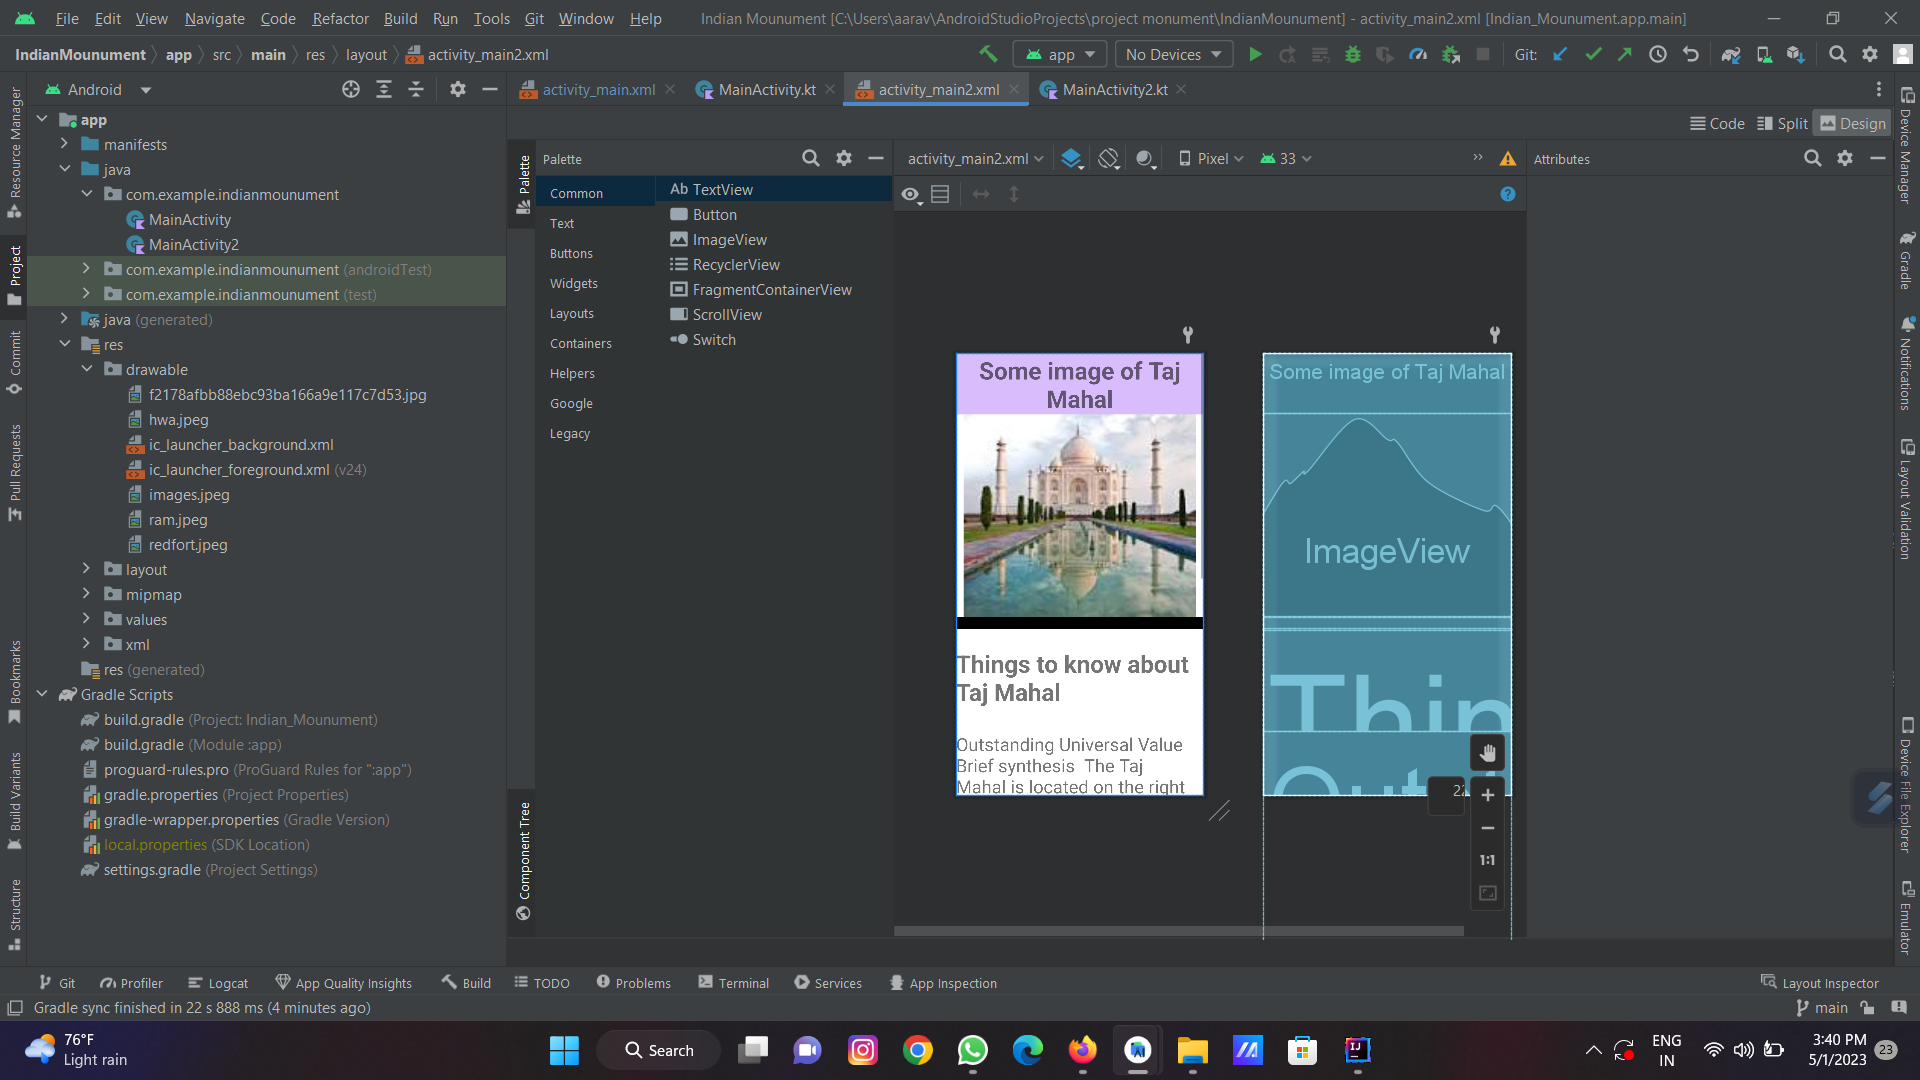 File Edit View Navigate Code Refactor Build Run Tools Git Window Help Indian Mounument [C:\Users\aarav\AndroidStudioProjects\project monument\IndianMounument] - activity_main2.xml [Indian_Mounument.app.main]
IndianMounument app src main res layout activity_main2.xml app No Devices Git:
Android activity_main.xml MainActivity.kt activity_main2.xml MainActivity2.kt
Code Split Design
Resource Manager
Project
Commit
Pull Requests
Bookmarks
Build Variants
Structure
app
manifests
java
com.example.indianmounument
MainActivity
MainActivity2
com.example.indianmounument (androidTest)
com.example.indianmounument (test)
java (generated)
res
drawable
f2178afbb88ebc93ba166a9e117c7d53.jpg
hwa.jpeg
ic_launcher_background.xml
ic_launcher_foreground.xml (v24)
images.jpeg
ram.jpeg
redfort.jpeg
layout
mipmap
values
xml
res (generated)
Gradle Scripts
build.gradle (Project: Indian_Mounument)
build.gradle (Module :app)
proguard-rules.pro (ProGuard Rules for ":app")
gradle.properties (Project Properties)
gradle-wrapper.properties (Gradle Version)
local.properties (SDK Location)
settings.gradle (Project Settings)
Palette
Component Tree
Palette
Common
Text
Buttons
Widgets
Layouts
Containers
Helpers
Google
Legacy
Ab TextView
Button
ImageView
RecyclerView
FragmentContainerView
ScrollView
Switch
activity_main2.xml Pixel 33
Some image of Taj
Mahal
Things to know about
Taj Mahal
Outstanding Universal Value
Brief synthesis The Taj
Mahal is located on the right
Some image of Taj Mahal
ImageView
Thin
1:1
Attributes
Device Manager
Gradle
Notifications
Layout Validation
Device File Explorer
Emulator
Git Profiler Logcat App Quality Insights Build TODO Problems Terminal Services App Inspection Layout Inspector
Gradle sync finished in 22 s 888 ms (4 minutes ago) main
76°F
Light rain
Search
ENG
IN
3:40 PM
5/1/2023
23